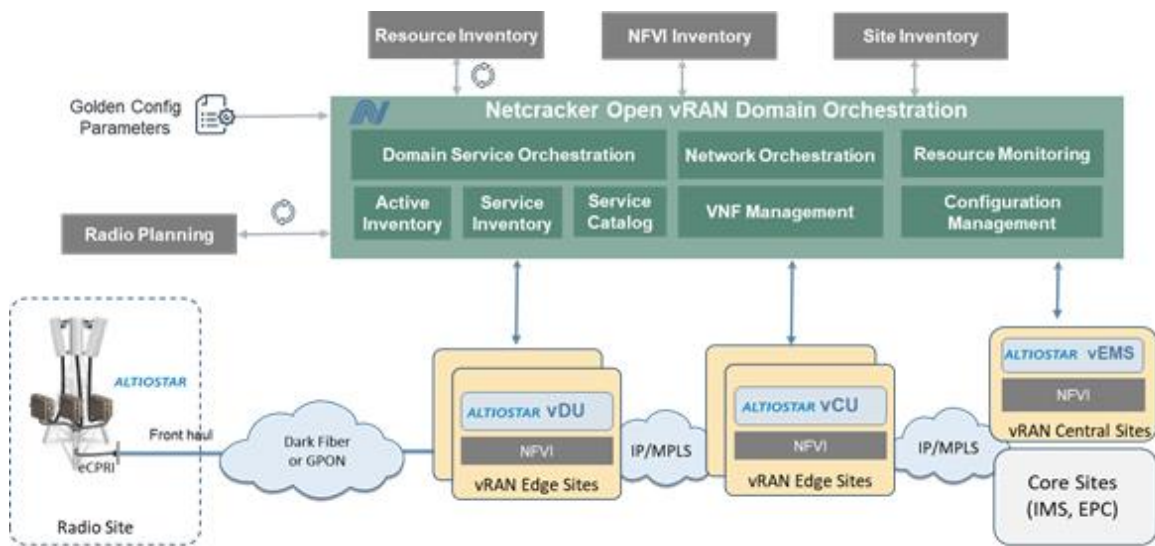 Resource Inventory
NFVI Inventory
Site Inventory
Golden Config
Parameters
Netcracker Open vRAN Domain Orchestration
Domain Service Orchestration
Network Orchestration
Resource Monitoring
Active
Inventory
Service
Inventory
Service
Catalog
VNF Management
Configuration
Management
Radio Planning
ALTIOSTAR
Front haul
eCPRI
Radio Site
Dark Fiber
or GPON
ALTIOSTAR vDU
NFVI
vRAN Edge Sites
IP/MPLS
ALTIOSTAR vCU
NFVI
vRAN Edge Sites
IP/MPLS
ALTIOSTAR vEMS
NFVI
vRAN Central Sites
Core Sites
(IMS, EPC)